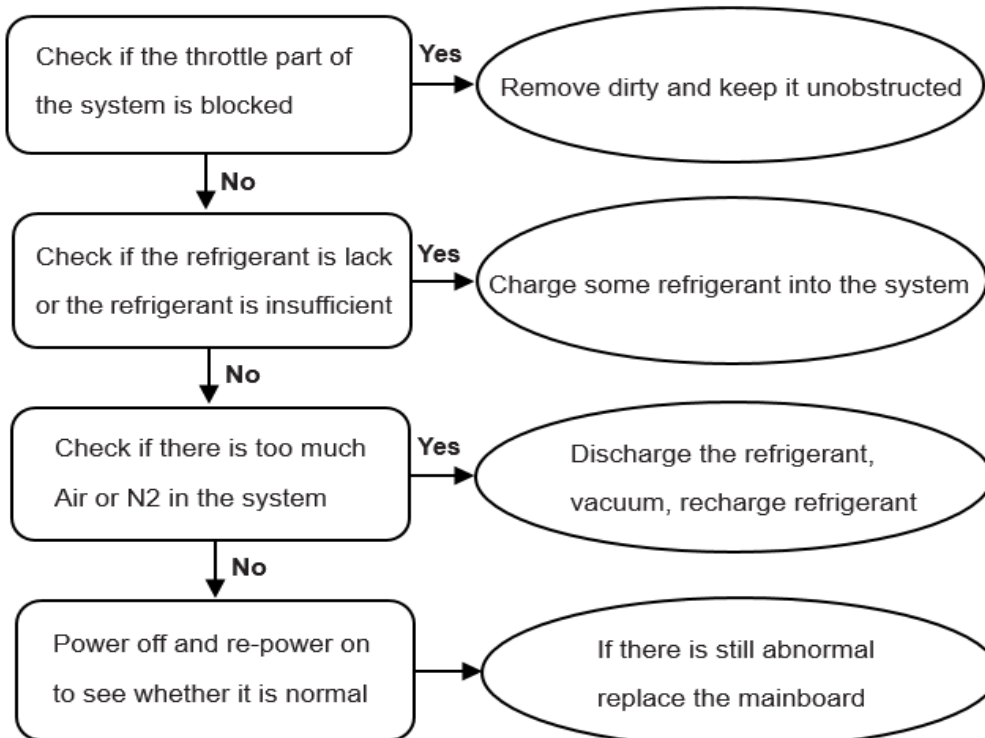 Check if the throttle part of
the system is blocked
Yes
Remove dirty and keep it unobstructed
No
Check if the refrigerant is lack
or the refrigerant is insufficient
Yes
Charge some refrigerant into the system
No
Check if there is too much
Air or N2 in the system
Yes
Discharge the refrigerant,
vacuum, recharge refrigerant
No
Power off and re-power on
to see whether it is normal
If there is still abnormal
replace the mainboard